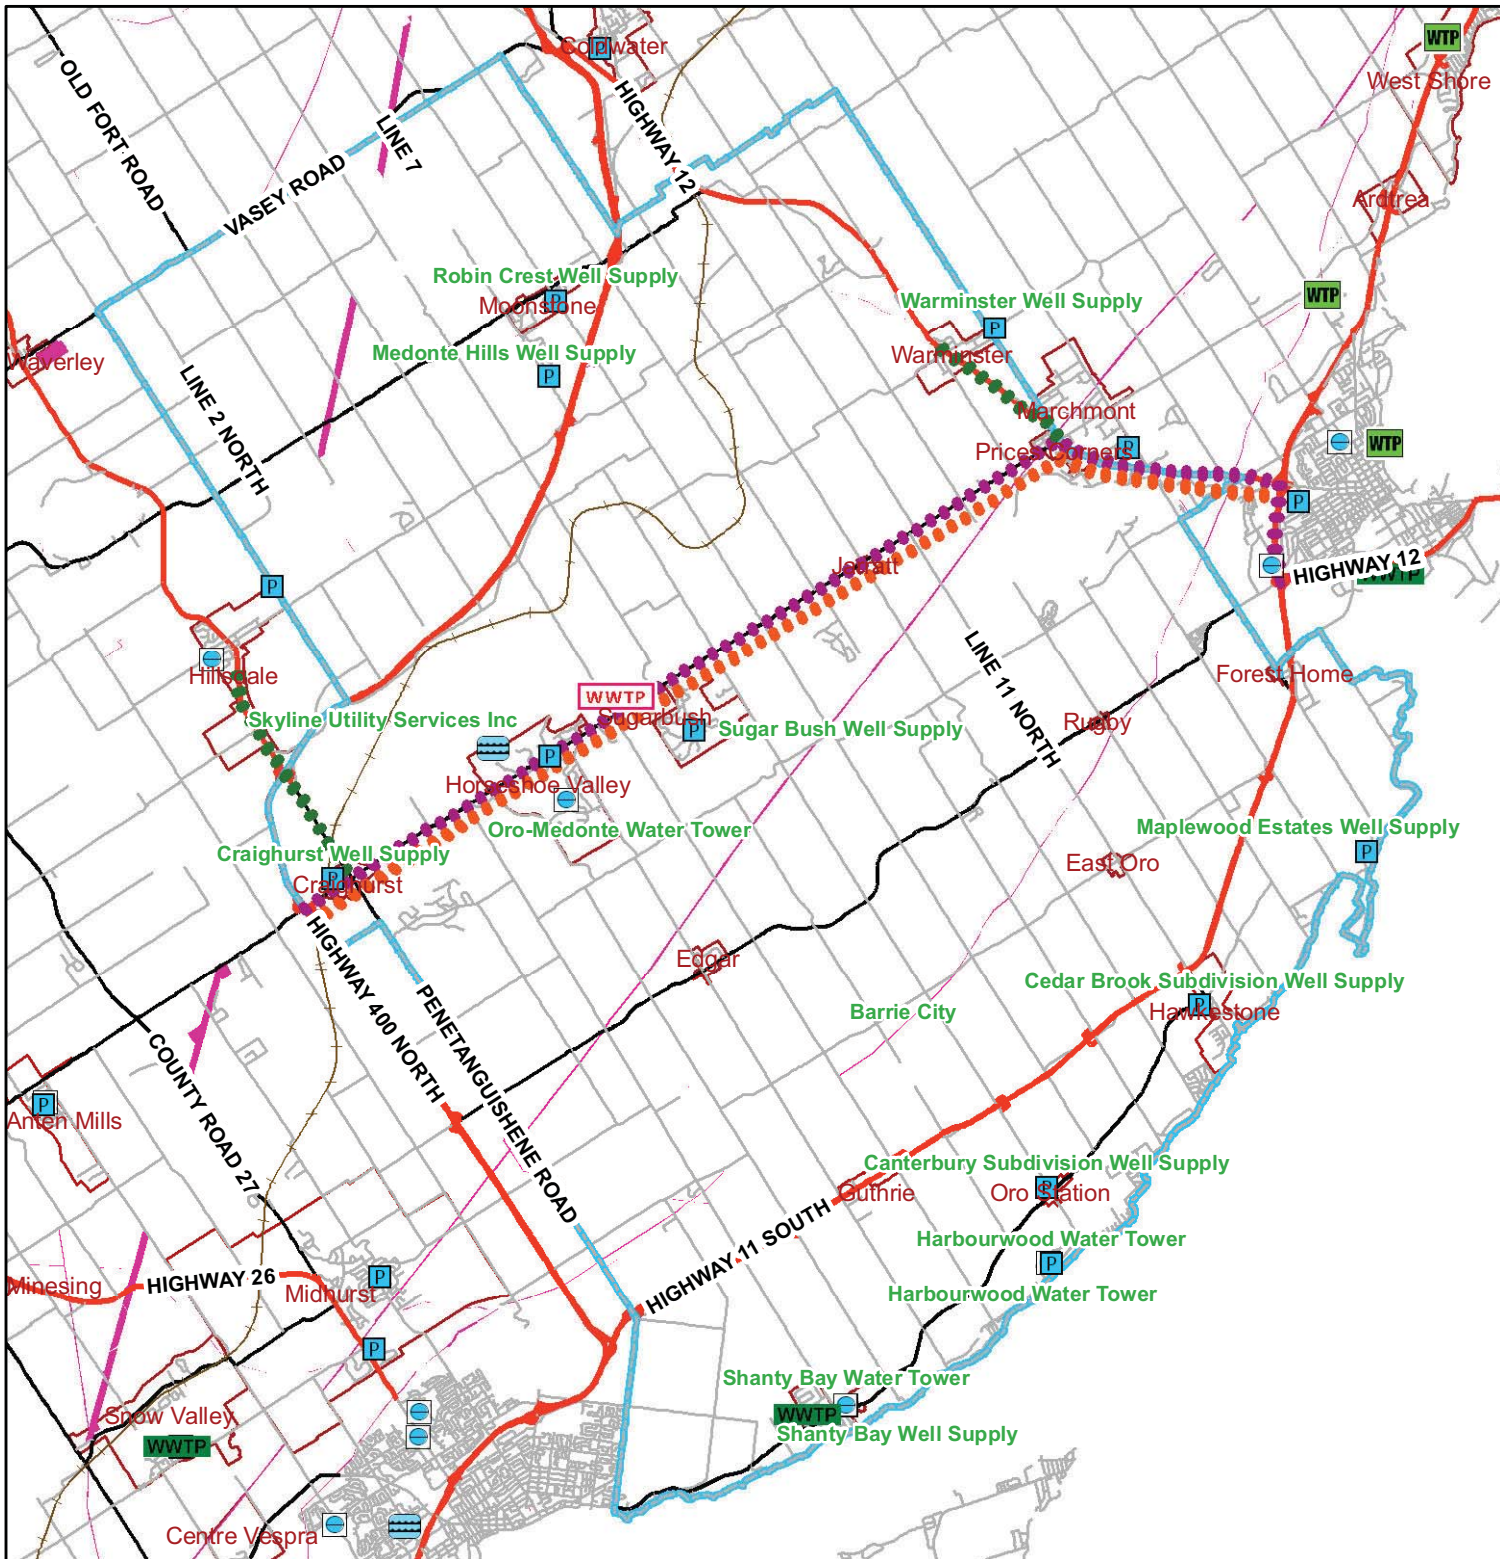 WTP
Coldwater
West Shore
OLD FORT ROAD
HIGHWAY 12
LINE 7
VASEY ROAD
Ardtrea
Robin Crest Well Supply
P
Moonstone
WTP
Warminster Well Supply
P
Waverley
Medonte Hills Well Supply
P
Warminster
LINE 2 NORTH
Marchmont
Prices Corners
P
WTP
P
Jarratt
HIGHWAY 12
WWTP
P
Hillsdale
LINE 11 NORTH
Forest Home
WWTP
Sugarbush
Skyline Utility Services Inc
P
Sugar Bush Well Supply
Rugby
P
Horseshoe Valley
Oro-Medonte Water Tower
Maplewood Estates Well Supply
P
Craighurst Well Supply
P
Craighurst
East Oro
Edgar
HIGHWAY 400 NORTH
PENETANGUISHENE ROAD
Cedar Brook Subdivision Well Supply
P
Hawkestone
Barrie City
COUNTY ROAD 27
P
Anten Mills
Canterbury Subdivision Well Supply
Guthrie
P
Oro Station
Harbourwood Water Tower
P
HIGHWAY 11 SOUTH
Minesing
HIGHWAY 26
P
Midhurst
Harbourwood Water Tower
P
Shanty Bay Water Tower
WWTP
Shanty Bay Well Supply
Snow Valley
WWTP
Centre Vespra